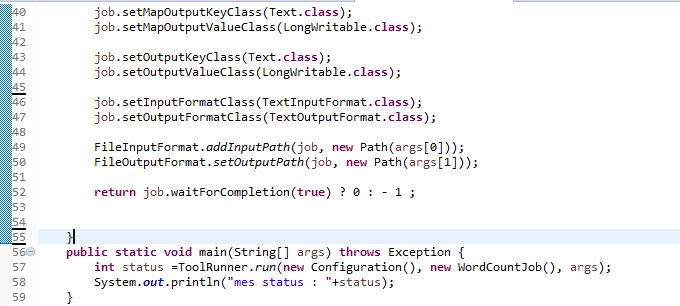 40 job.setMapOutputKeyClass(Text.class);
41 job.setMapOutputValueClass(LongWritable.class);
42
43 job.setOutputKeyClass(Text.class);
44 job.setOutputValueClass(LongWritable.class);
45
46 job.setInputFormatClass(TextInputFormat.class);
47 job.setOutputFormatClass(TextOutputFormat.class);
48
49 FileInputFormat.addInputPath(job, new Path(args[0]));
50 FileOutputFormat.setOutputPath(job, new Path(args[1]));
51
52 return job.waitForCompletion(true) ? 0 : - 1 ;
53
54
55 }
56 public static void main(String[] args) throws Exception {
57 int status =ToolRunner.run(new Configuration(), new WordCountJob(), args);
58 System.out.println("mes status : "+status);
59 }